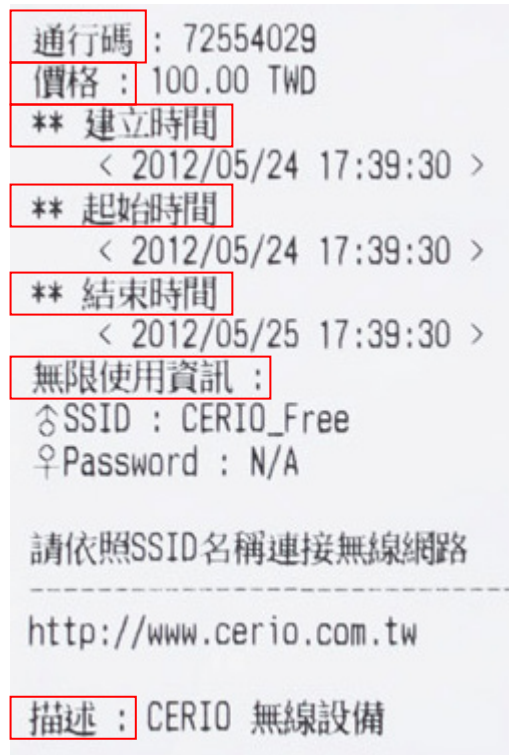 通行碼 : 72554029
價格 : 100.00 TWD
** 建立時間
< 2012/05/24 17:39:30 >
** 起始時間
< 2012/05/24 17:39:30 >
** 結束時間
< 2012/05/25 17:39:30 >
無限使用資訊 :
♁SSID : CERIO_Free
♀Password : N/A
請依照SSID名稱連接無線網路
--------------------------------
http://www.cerio.com.tw
描述 : CERIO 無線設備